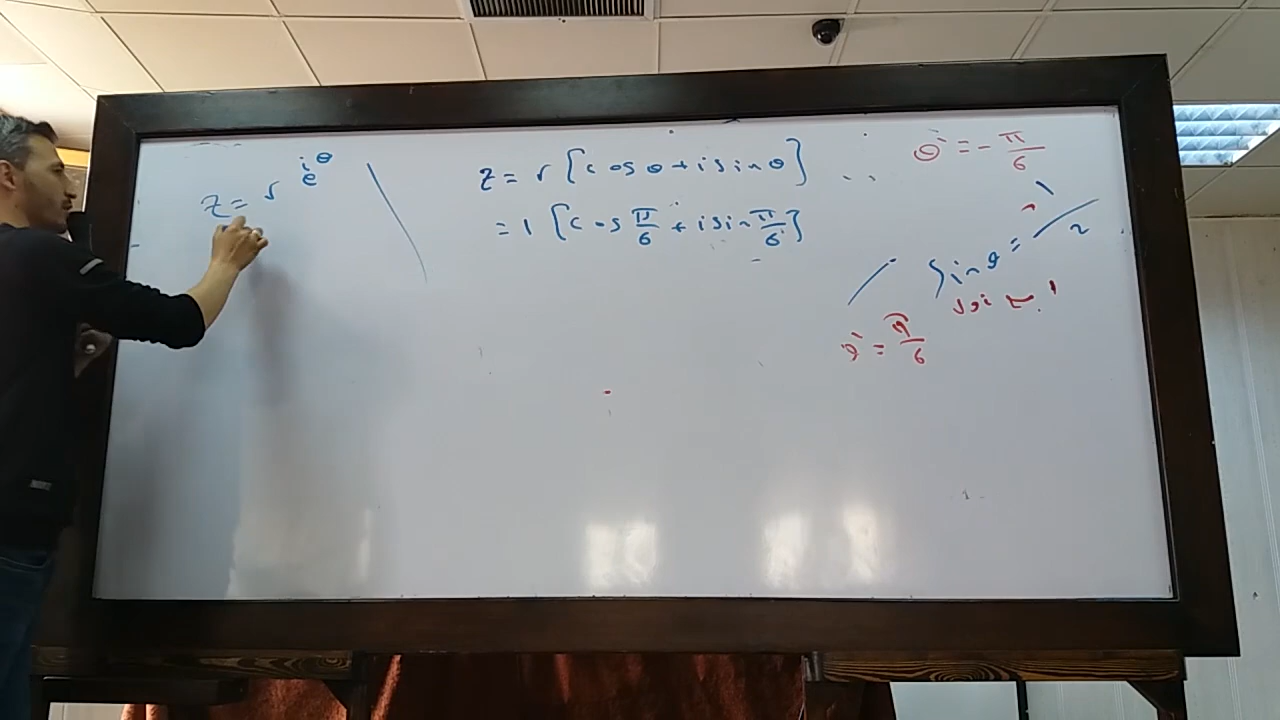 z = r e^{iθ}
z = r [cos θ + i sin θ]
= 1 [cos π/6 + i sin π/6]
θ' = - π/6
sin θ = 1/2
θ' = π/6